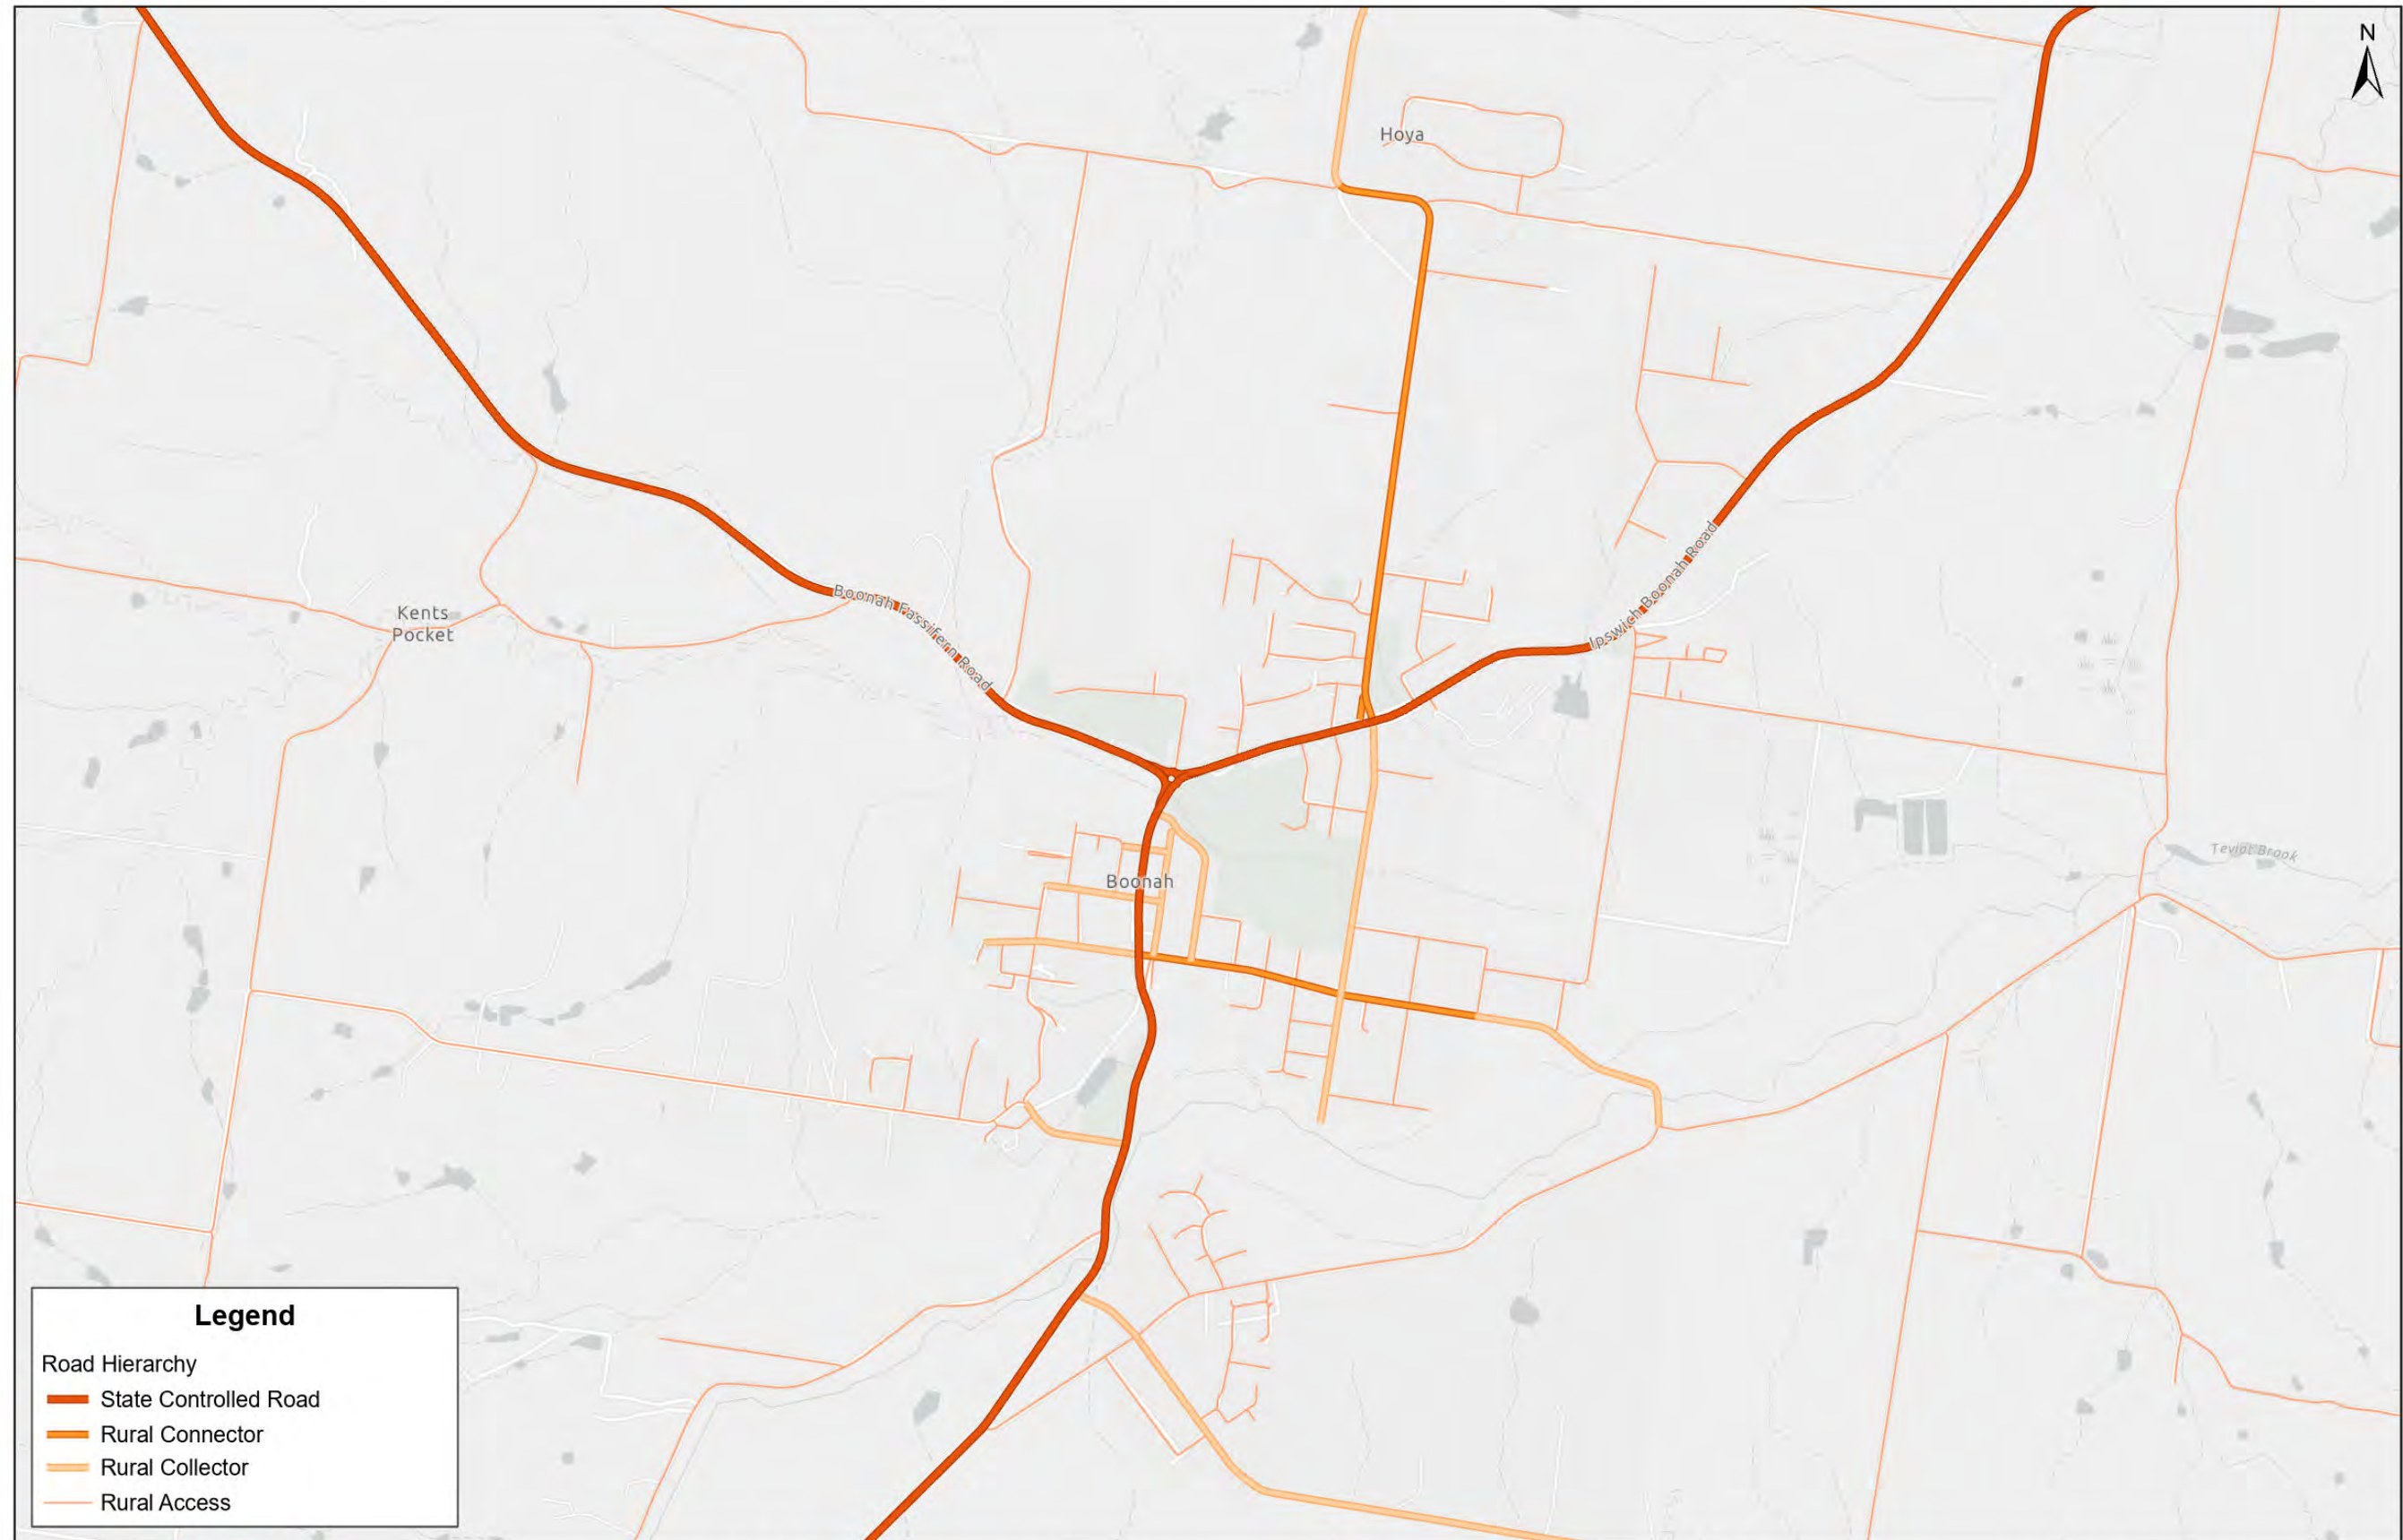 N
Hoya
Boonah Fassifern Road
Ipswich Boonah Road
Kents
Pocket
Boonah
Teviot Brook
Legend
Road Hierarchy
State Controlled Road
Rural Connector
Rural Collector
Rural Access